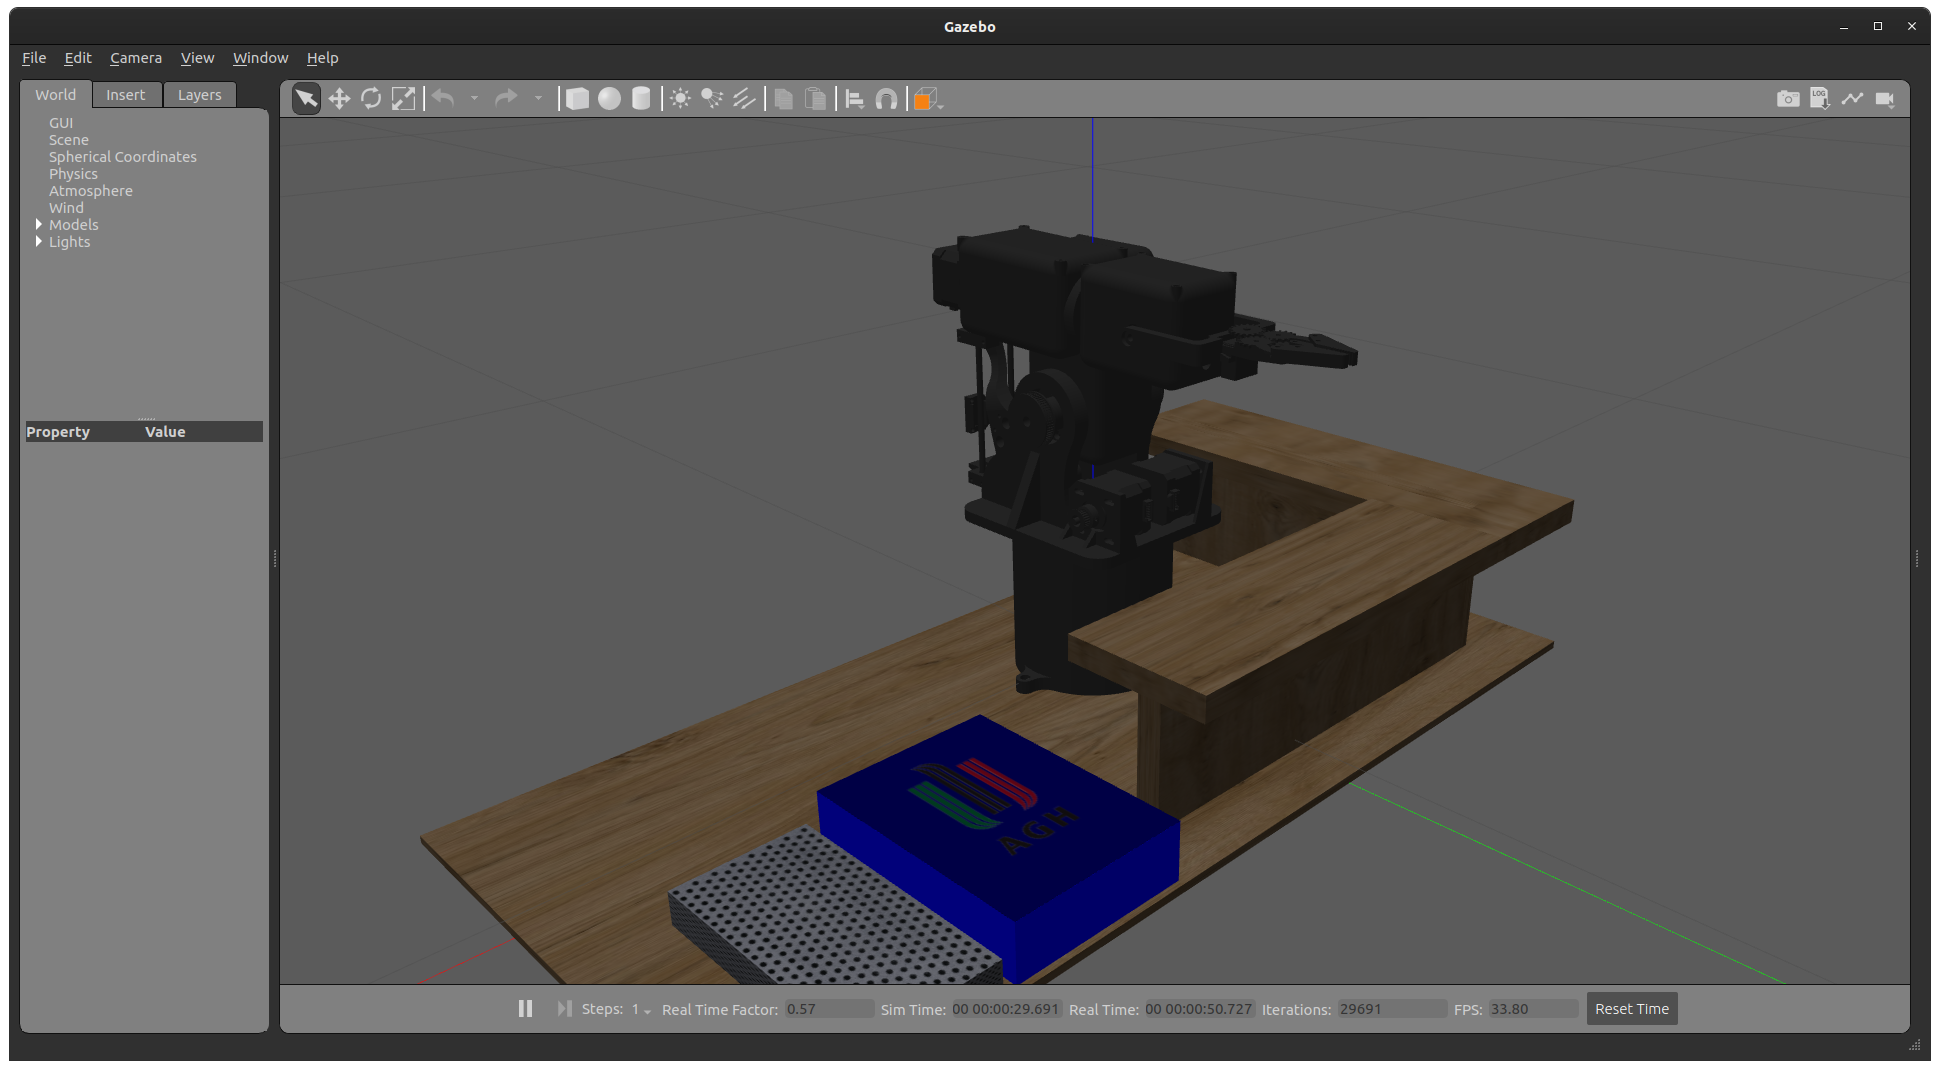 Gazebo
File Edit Camera View Window Help
World Insert Layers
LOG
GUI
Scene
Spherical Coordinates
Physics
Atmosphere
Wind
Models
Lights
Property Value
AGH
Steps: 1 Real Time Factor: 0.57 Sim Time: 00 00:00:29.691 Real Time: 00 00:00:50.727 Iterations: 29691 FPS: 33.80 Reset Time